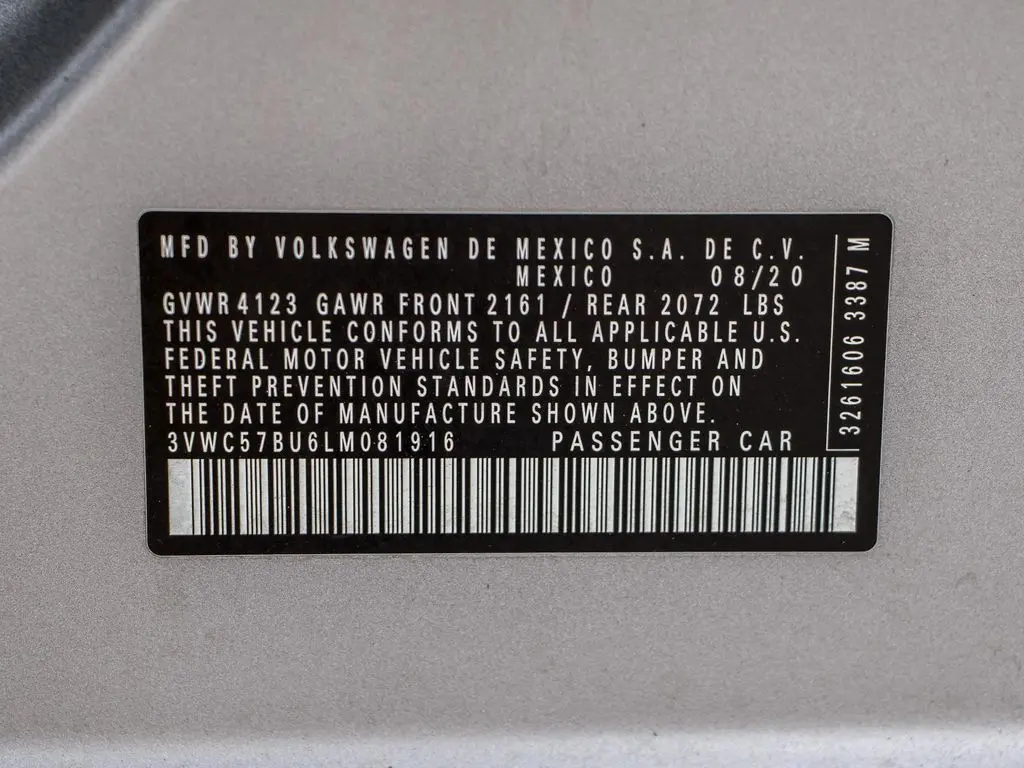 MFD BY VOLKSWAGEN DE MEXICO S.A. DE C.V.
MEXICO 08/20
GVWR 4123 GAWR FRONT 2161 / REAR 2072 LBS
THIS VEHICLE CONFORMS TO ALL APPLICABLE U.S.
FEDERAL MOTOR VEHICLE SAFETY, BUMPER AND
THEFT PREVENTION STANDARDS IN EFFECT ON
THE DATE OF MANUFACTURE SHOWN ABOVE.
3VWC57BU6LM081916 PASSENGER CAR
3261606 3387 M